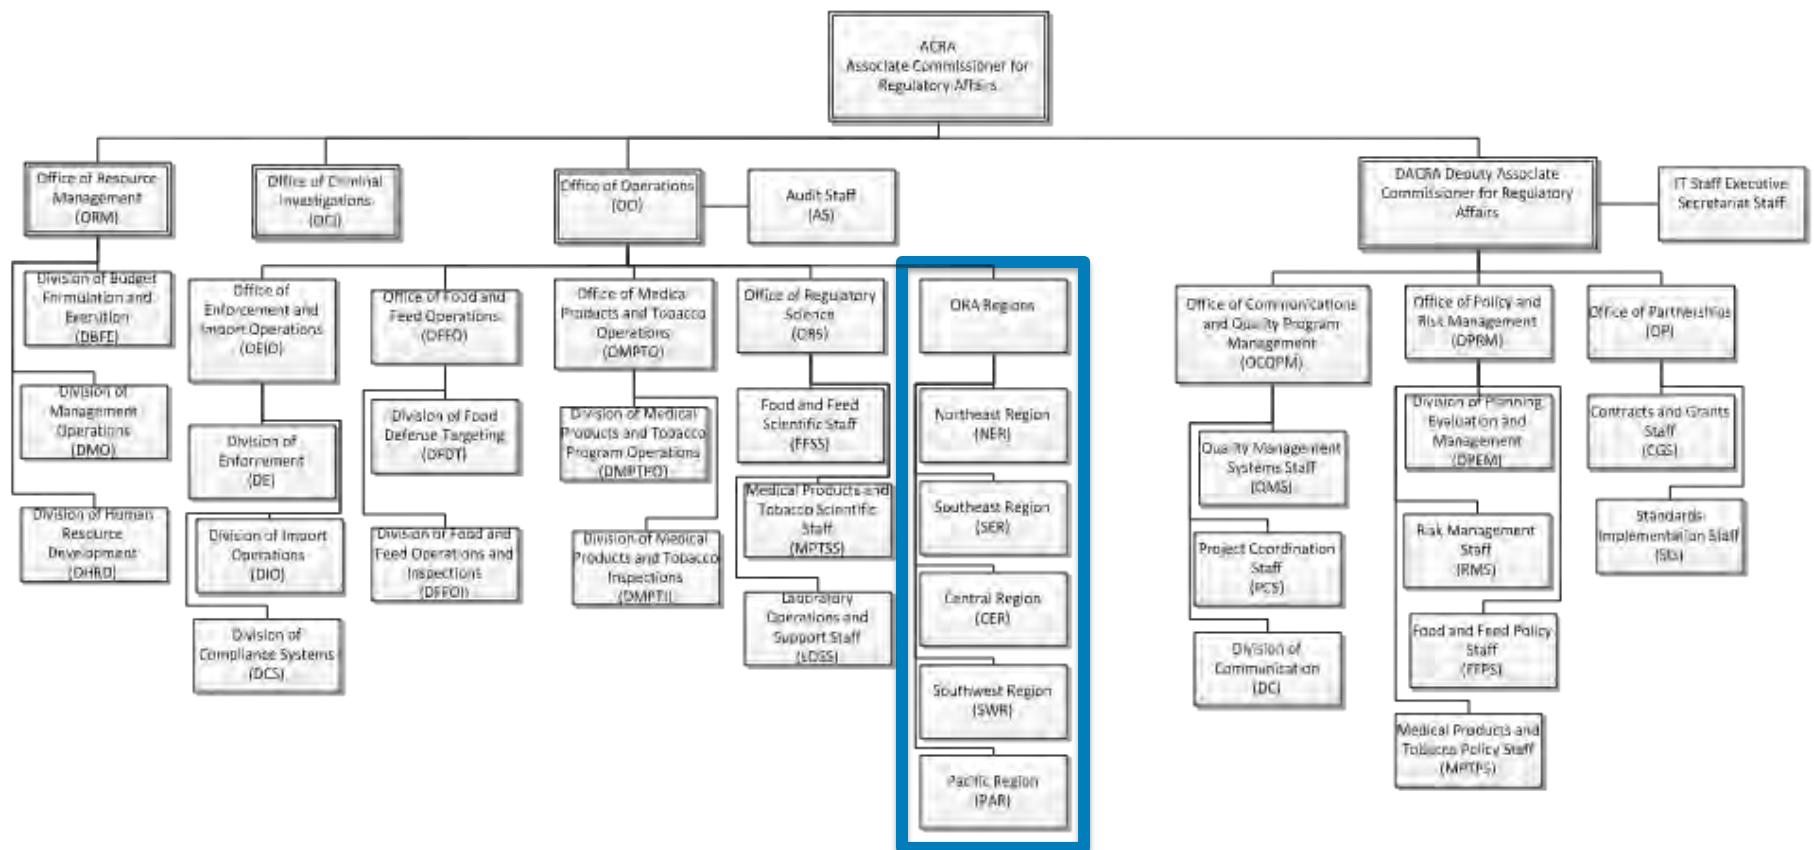 ACRA
Associate Commissioner for
Regulatory Affairs
Office of Resource
Management
(ORM)
Office of Criminal
Investigations
(OCI)
Office of Operations
(OO)
Audit Staff
(AS)
DACRA Deputy Associate
Commissioner for Regulatory
Affairs
IT Staff Executive
Secretariat Staff
Division of Budget
Formulation and
Execution
(DBFE)
Division of
Management
Operations
(DMO)
Division of Human
Resource
Development
(DHRD)
Office of
Enforcement and
Import Operations
(OEIO)
Division of
Enforcement
(DE)
Division of Import
Operations
(DIO)
Division of
Compliance Systems
(DCS)
Office of Food and
Feed Operations
(OFFO)
Division of Food
Defense Targeting
(DFDT)
Division of Food and
Feed Operations and
Inspections
(DFFOI)
Office of Medical
Products and Tobacco
Operations
(OMPTO)
Division of Medical
Products and Tobacco
Program Operations
(DMPTPO)
Division of Medical
Products and Tobacco
Inspections
(DMPTI)
Office of Regulatory
Science
(ORS)
Food and Feed
Scientific Staff
(FFSS)
Medical Products and
Tobacco Scientific
Staff
(MPTSS)
Laboratory
Operations and
Support Staff
(LOSS)
ORA Regions
Northeast Region
(NER)
Southeast Region
(SER)
Central Region
(CER)
Southwest Region
(SWR)
Pacific Region
(PAR)
Office of Communications
and Quality Program
Management
(OCQPM)
Quality Management
Systems Staff
(QMS)
Project Coordination
Staff
(PCS)
Division of
Communication
(DC)
Office of Policy and
Risk Management
(OPRM)
Division of Planning
Evaluation and
Management
(DPEM)
Risk Management
Staff
(RMS)
Food and Feed Policy
Staff
(FFPS)
Medical Products and
Tobacco Policy Staff
(MPTPS)
Office of Partnerships
(OP)
Contracts and Grants
Staff
(CGS)
Standards
Implementation Staff
(SIS)